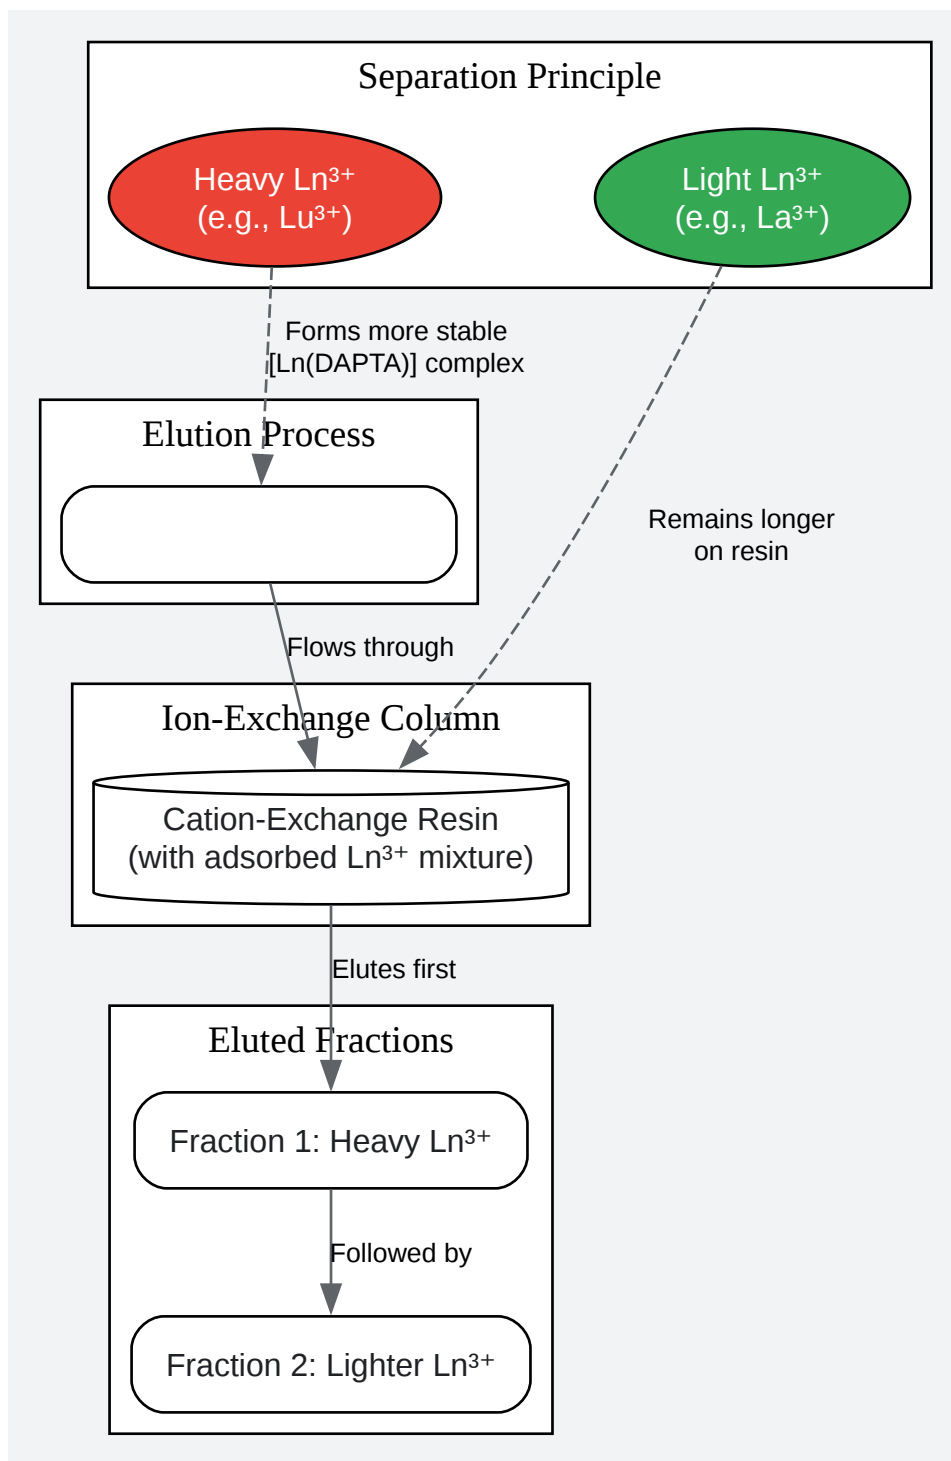 Separation Principle
Heavy Ln³⁺
(e.g., Lu³⁺)
Light Ln³⁺
(e.g., La³⁺)
Forms more stable
[Ln(DAPTA)] complex
Elution Process
Remains longer
on resin
Flows through
Ion-Exchange Column
Cation-Exchange Resin
(with adsorbed Ln³⁺ mixture)
Elutes first
Eluted Fractions
Fraction 1: Heavy Ln³⁺
Followed by
Fraction 2: Lighter Ln³⁺